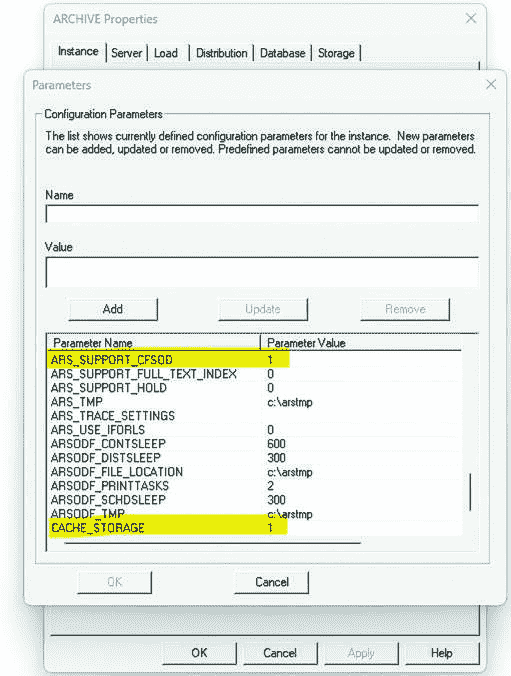 ARCHIVE Properties
Instance Server Load Distribution Database Storage
Parameters
Configuration Parameters
The list shows currently defined configuration parameters for the instance. New parameters
can be added, updated or removed. Predefined parameters cannot be updated or removed.
Name
Value
Add Update Remove
Parameter Name Parameter Value
ARS_SUPPORT_CFSOD 1
ARS_SUPPORT_FULL_TEXT_INDEX 0
ARS_SUPPORT_HOLD 0
ARS_TMP c:\arstmp
ARS_TRACE_SETTINGS
ARS_USE_IFORLS 0
ARSODF_CONTSLEEP 600
ARSODF_DISTSLEEP 300
ARSODF_FILE_LOCATION c:\arstmp
ARSODF_PRINTTASKS 2
ARSODF_SCHDSLEEP 300
ARSODF_TMP c:\arstmp
CACHE_STORAGE 1
OK Cancel
OK Cancel Apply Help